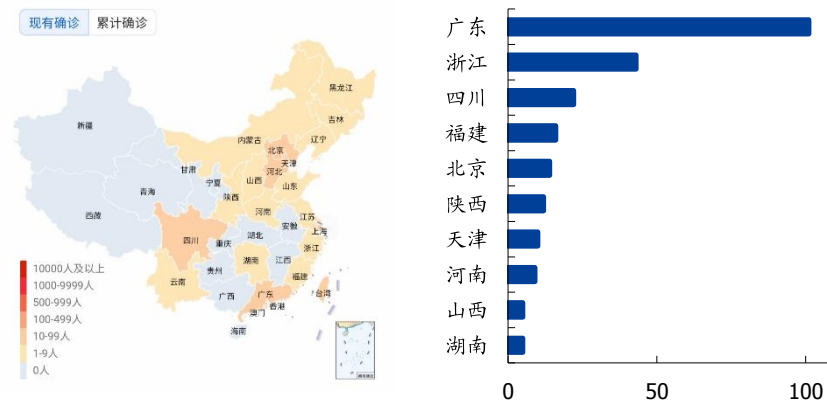 现有确诊 累计确诊
黑龙江
吉林
新疆
辽宁
内蒙古
北京
天津
甘肃
河北
宁夏
山西
山东
青海
陕西
河南
江苏
西藏
安徽
上海
四川
湖北
重庆
浙江
湖南
江西
贵州
福建
云南
广西
广东
台湾
香港
澳门
海南
10000人及以上
1000-9999人
500-999人
100-499人
10-99人
1-9人
0人
广东
浙江
四川
福建
北京
陕西
天津
河南
山西
湖南
0 50 100